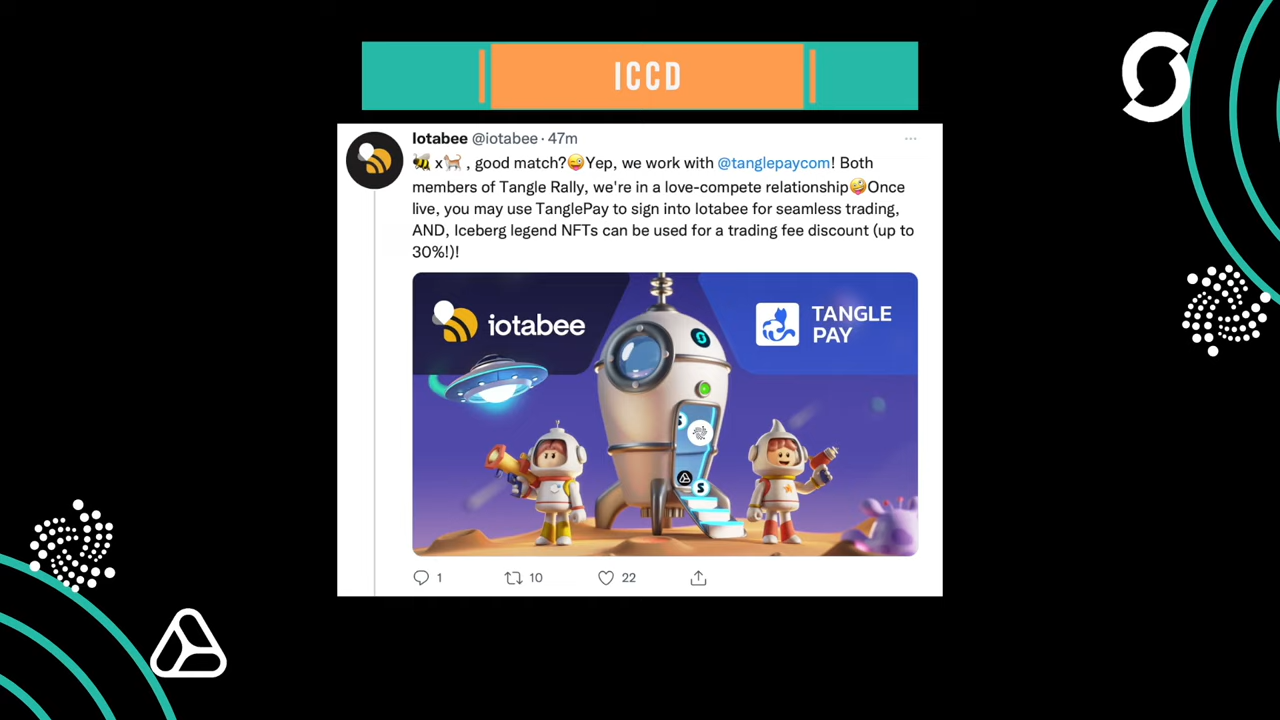 ICCD
Iotabee @iotabee · 47m
🐝 x🐈 , good match?😜Yep, we work with @tanglepaycom! Both
members of Tangle Rally, we're in a love-compete relationship🤪Once
live, you may use TanglePay to sign into Iotabee for seamless trading,
AND, Iceberg legend NFTs can be used for a trading fee discount (up to
30%!)!
iotabee
TANGLE
PAY
1 10 22